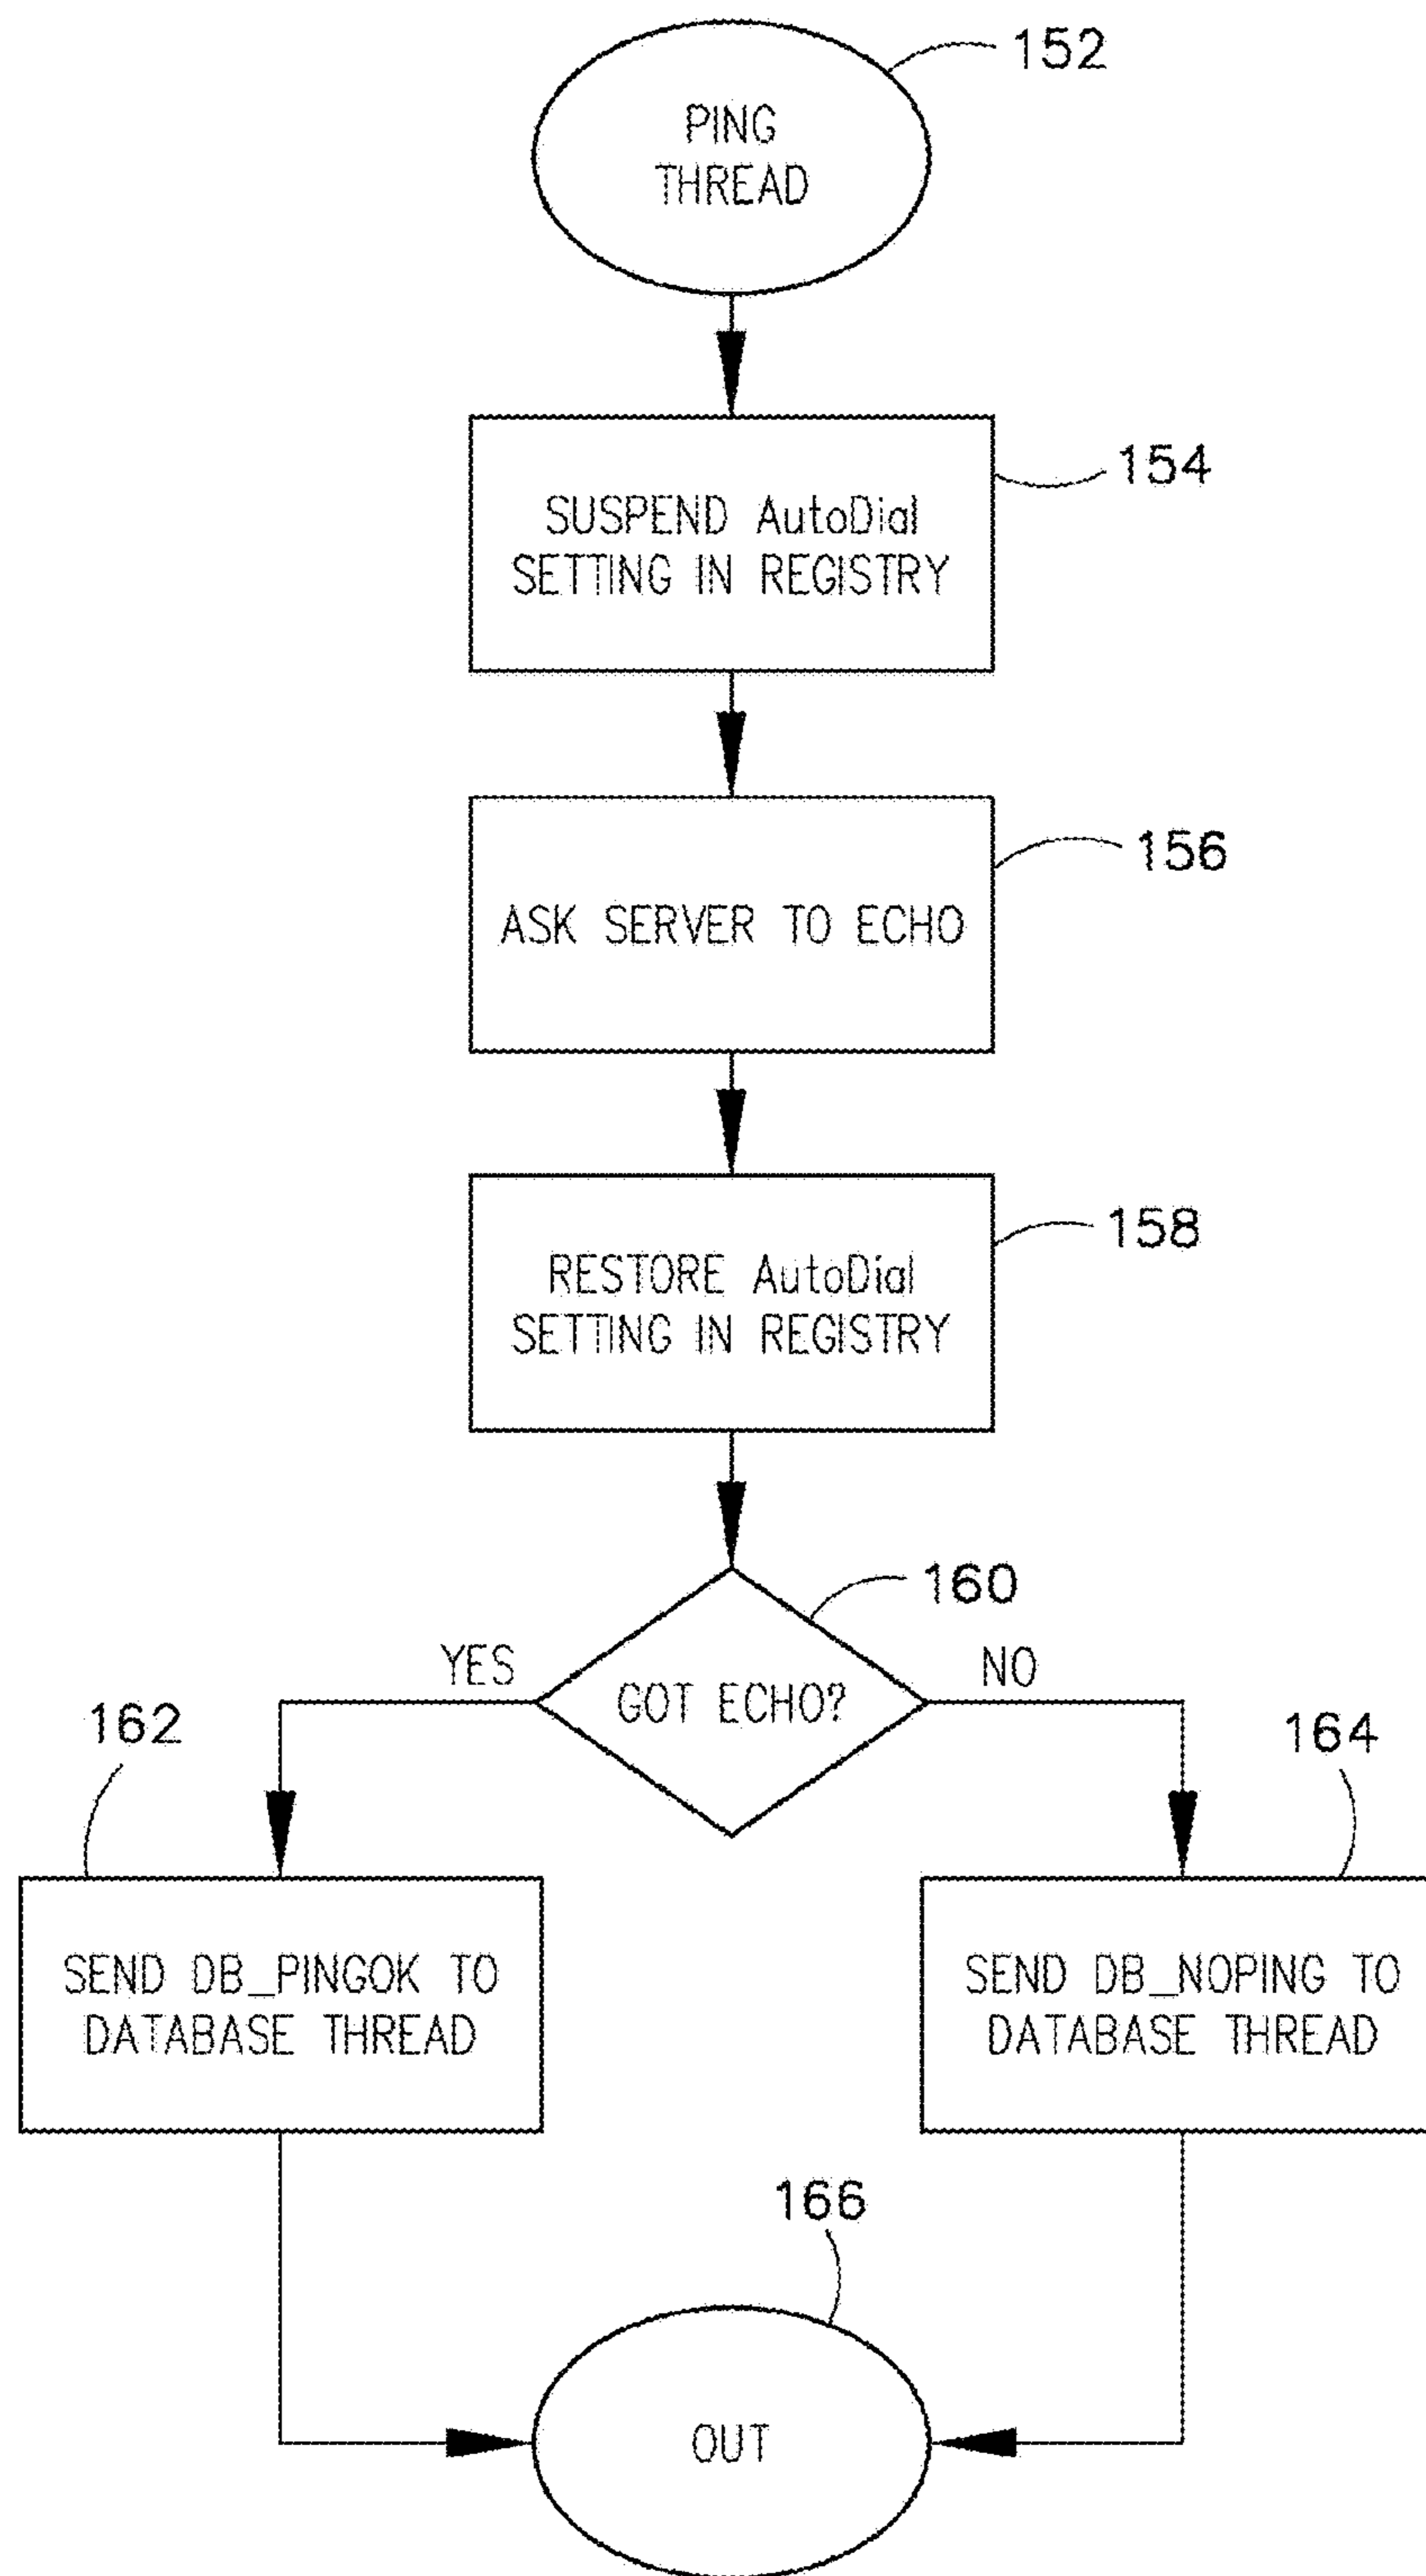 152
PING
THREAD
154
SUSPEND AutoDial
SETTING IN REGISTRY
156
ASK SERVER TO ECHO
158
RESTORE AutoDial
SETTING IN REGISTRY
160
YES
GOT ECHO?
NO
162
164
SEND DB_PINGOK TO
DATABASE THREAD
SEND DB_NOPING TO
DATABASE THREAD
166
OUT